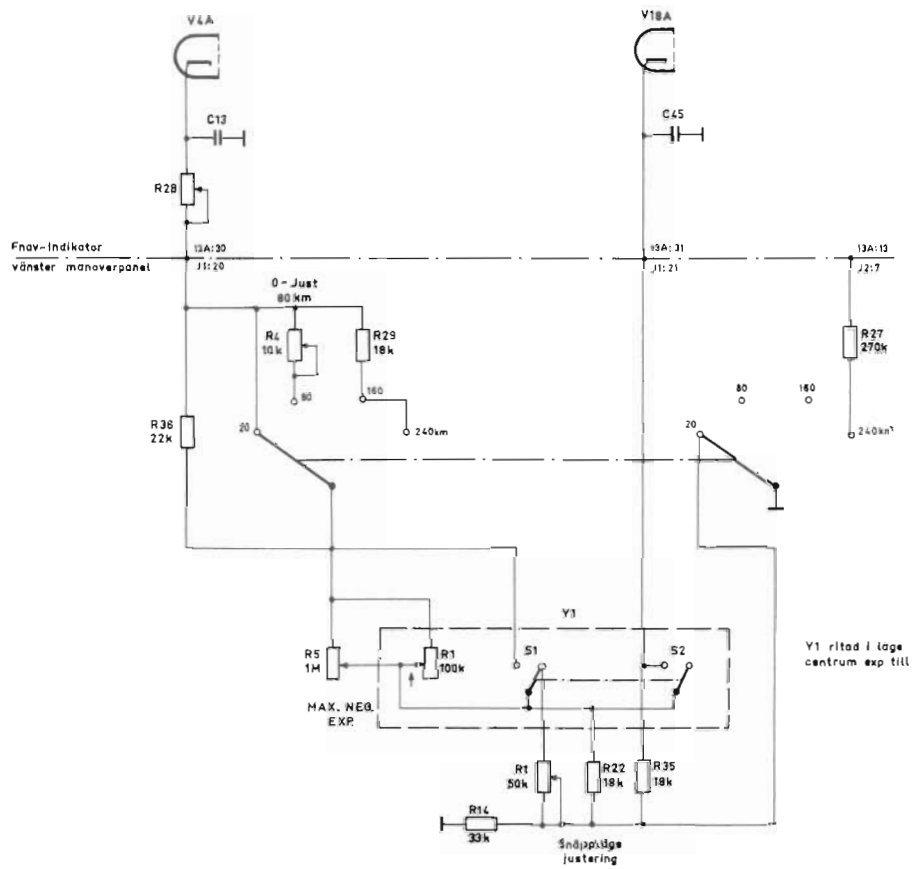 V4A
V18A
C13
C45
R28
Fnav-Indikator
13A:30
13A:31
13A:13
vänster manöverpanel
J1:20
J1:21
J2:7
0-Just
80 km
R4
10k
R29
18k
R27
270k
80
160
80
160
R36
22k
20
240km
20
240km
Y1
R5
1M
R1
100k
S1
S2
Y1 ritad i läge
centrum exp till
MAX. NEG.
EXP.
R1
50k
R22
18k
R35
18k
R14
33k
justering